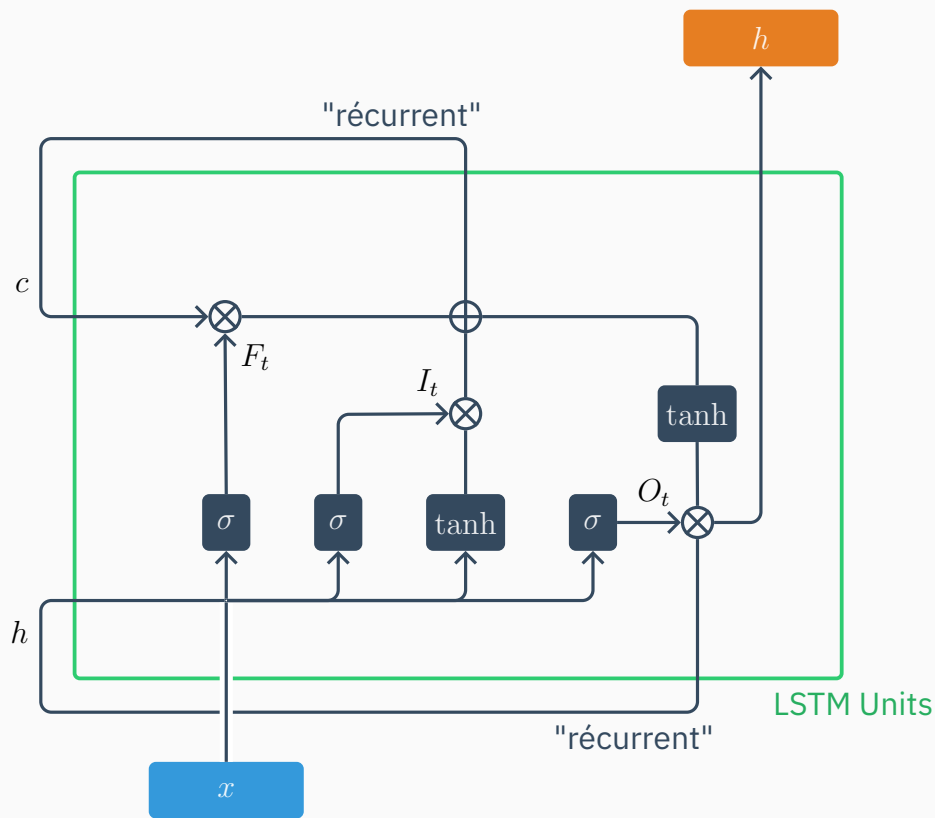 h
"récurrent"
c
F_t
I_t
tanh
O_t
σ
σ
tanh
σ
h
LSTM Units
"récurrent"
x